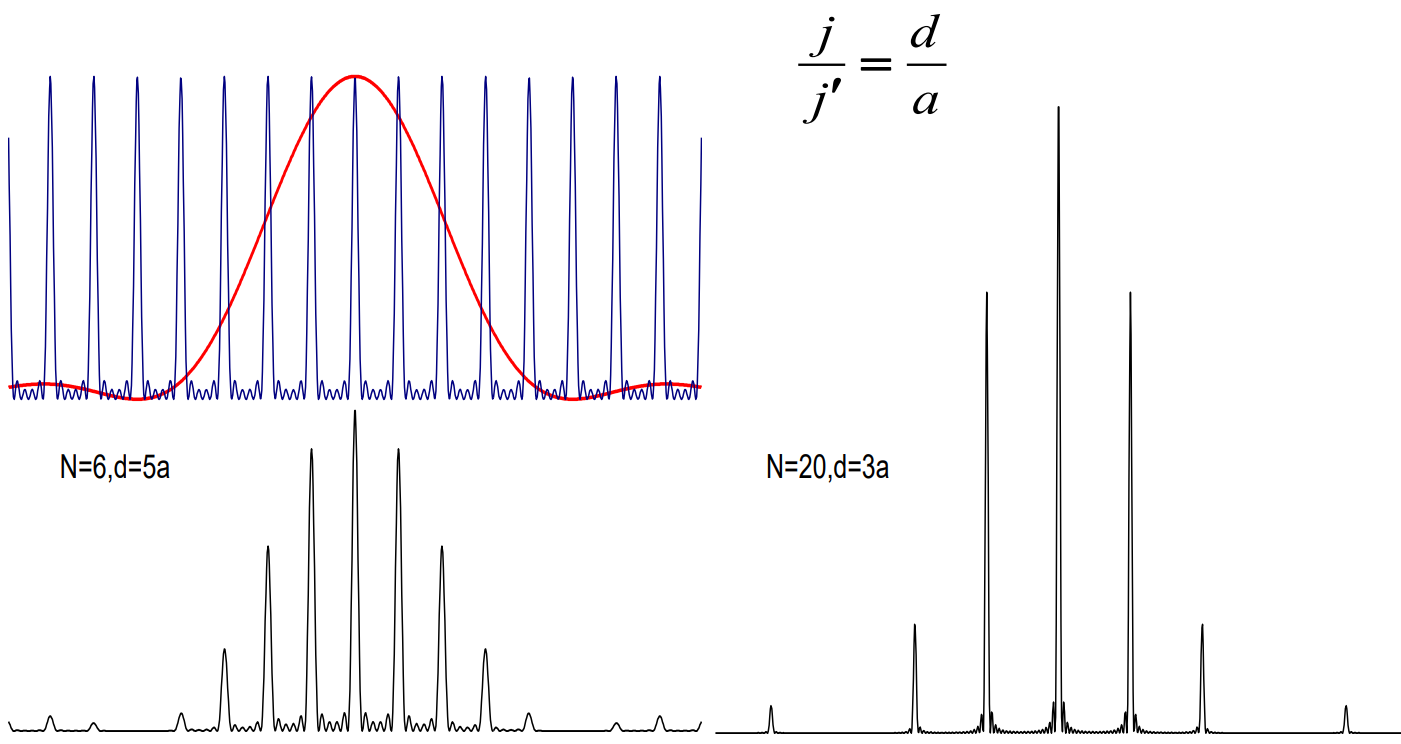 j/j′ = d/a
N=6,d=5a
N=20,d=3a